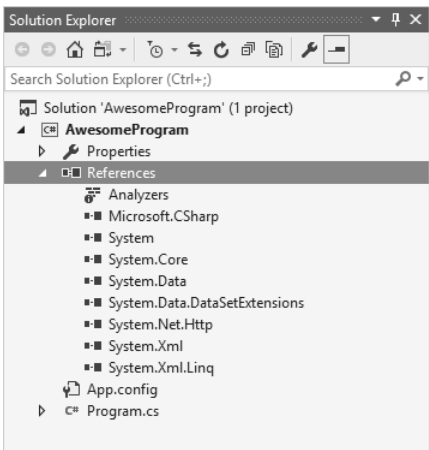 Solution Explorer
Search Solution Explorer (Ctrl+;)
Solution 'AwesomeProgram' (1 project)
C# AwesomeProgram
Properties
References
Analyzers
Microsoft.CSharp
System
System.Core
System.Data
System.Data.DataSetExtensions
System.Net.Http
System.Xml
System.Xml.Linq
App.config
C# Program.cs